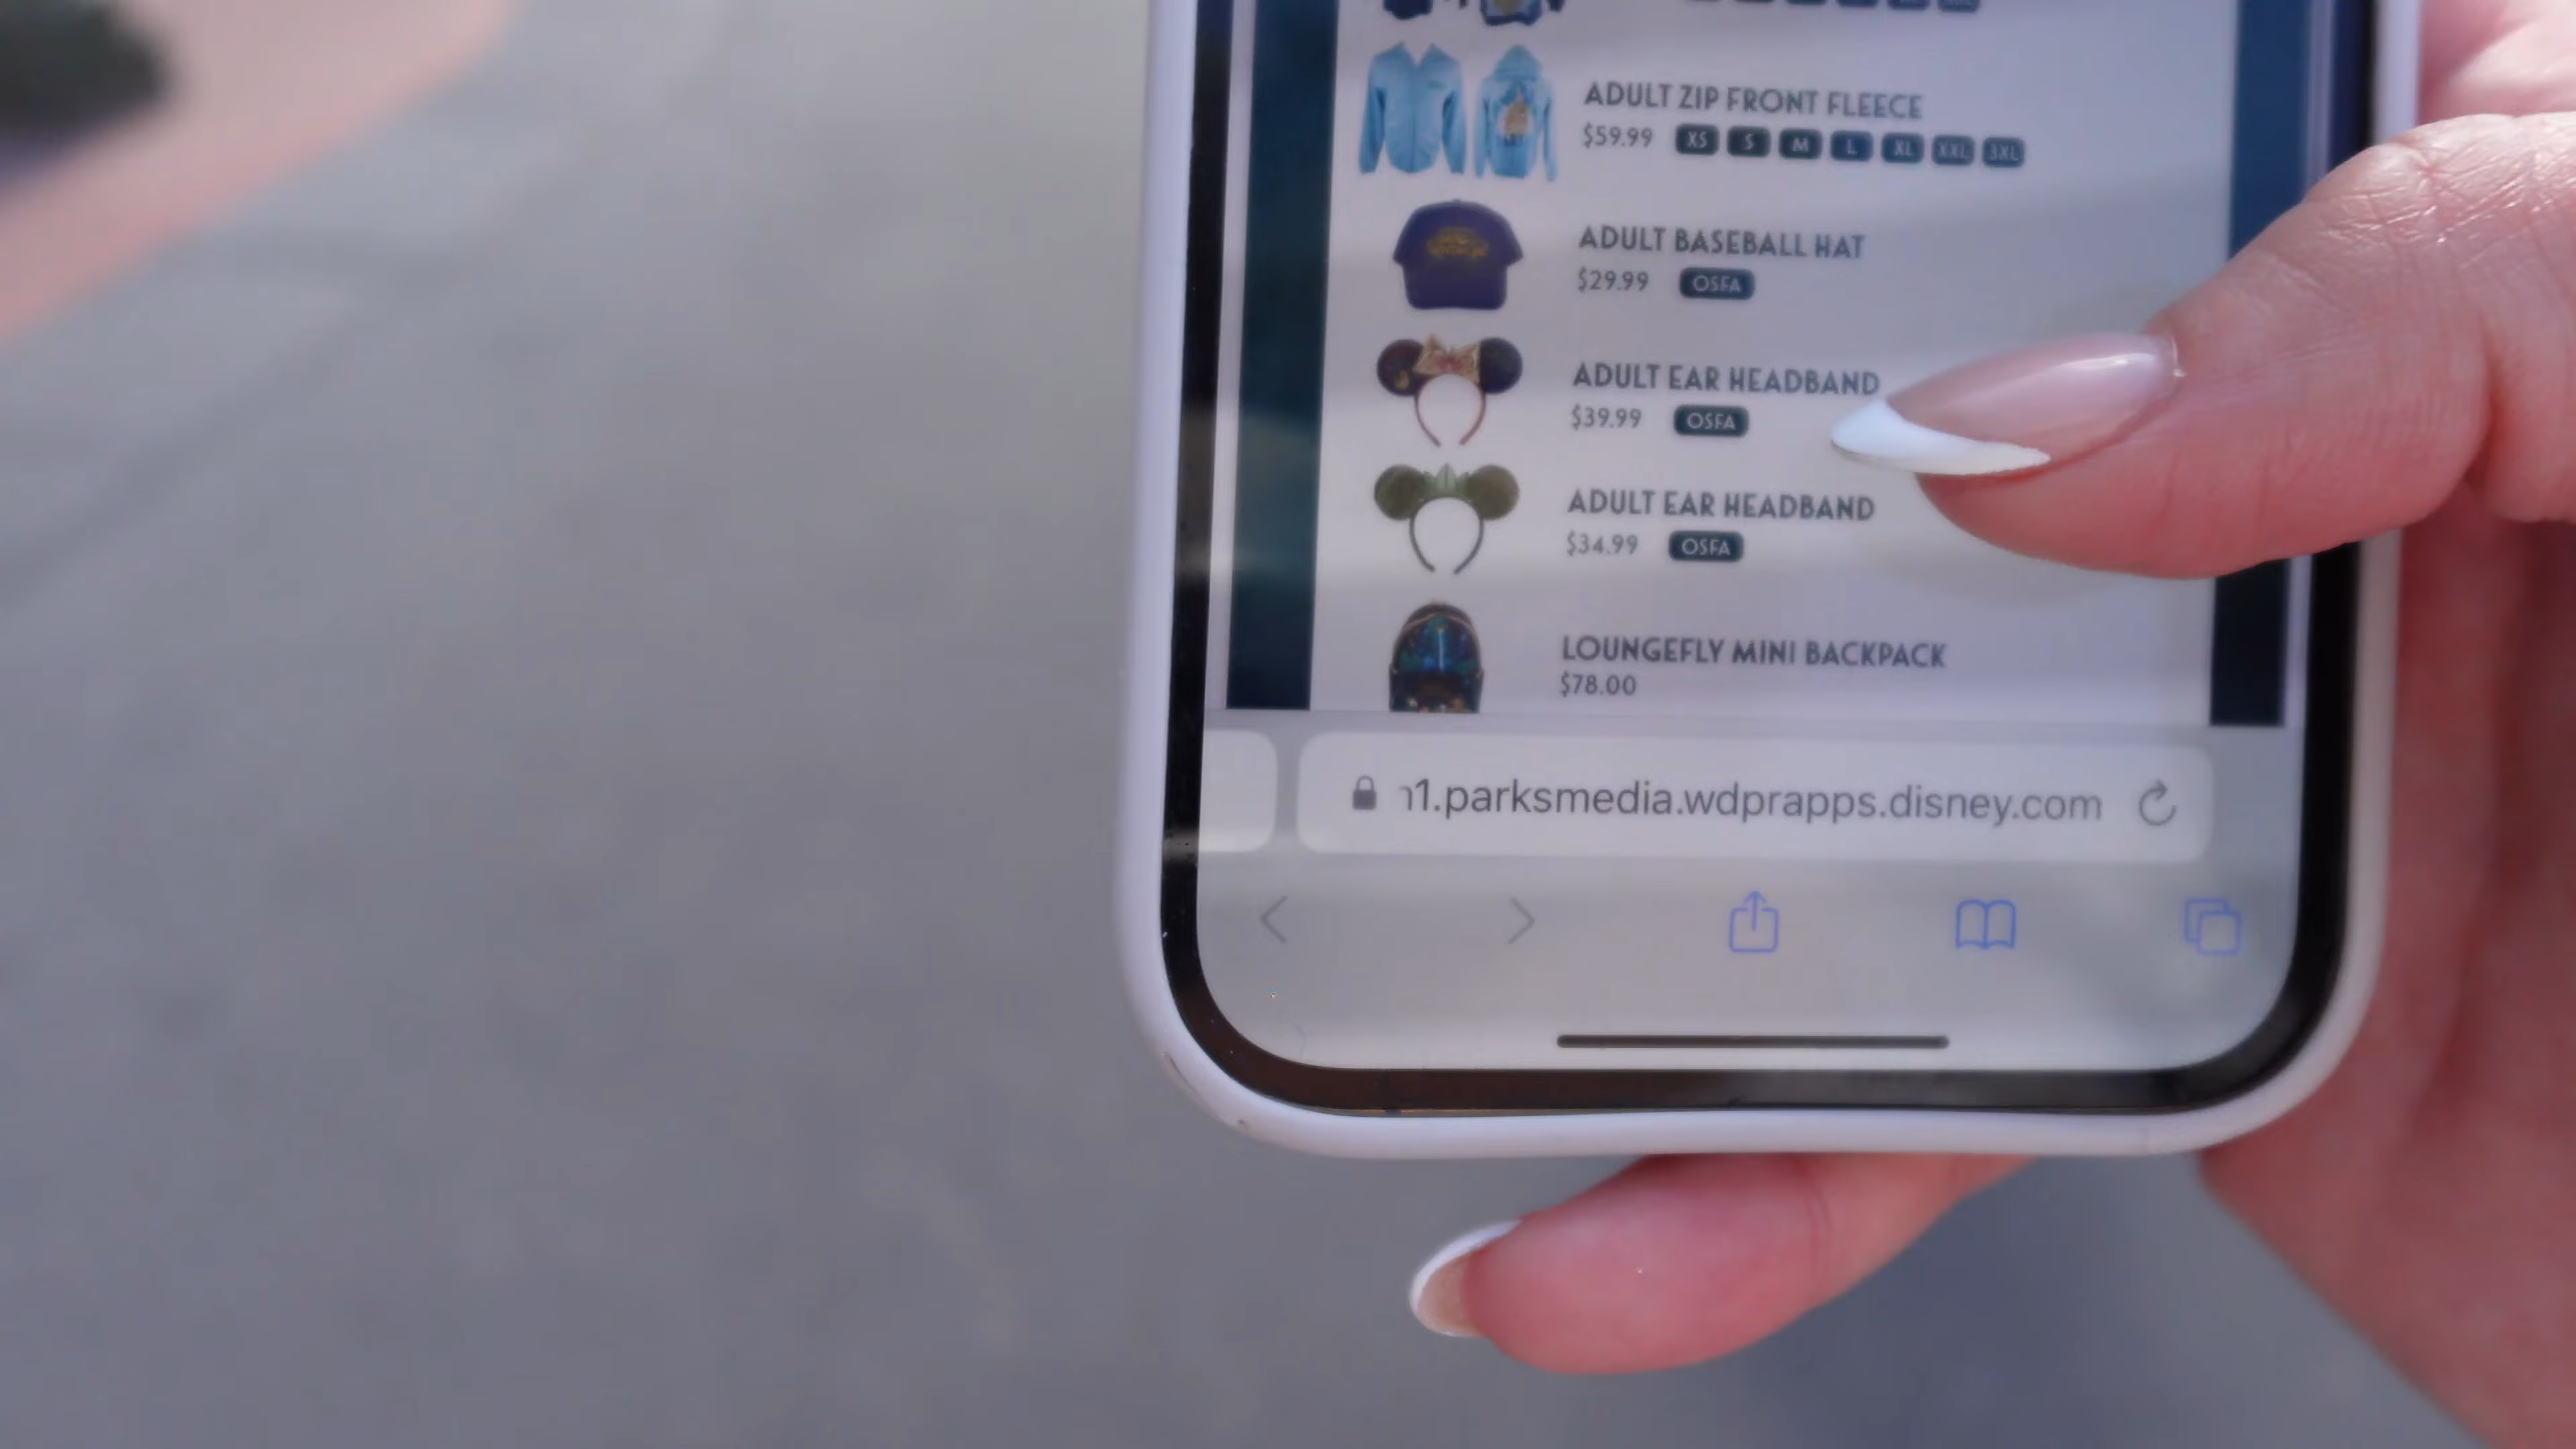 ADULT ZIP FRONT FLEECE
$59.99 XS S M L XL XXL 3XL
ADULT BASEBALL HAT
$29.99 OSFA
ADULT EAR HEADBAND
$39.99 OSFA
ADULT EAR HEADBAND
$34.99 OSFA
LOUNGEFLY MINI BACKPACK
$78.00
1.parksmedia.wdprapps.disney.com